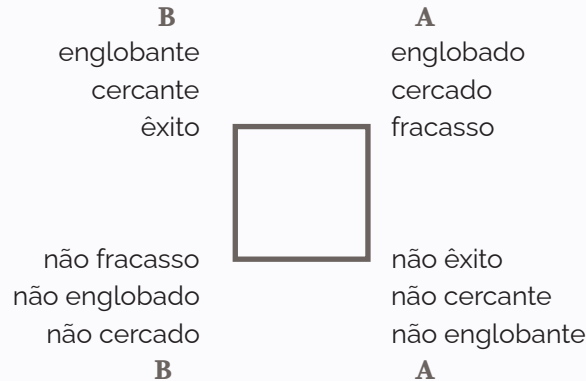 B A
englobante englobado
cercante cercado
êxito fracasso
não fracasso não êxito
não englobado não cercante
não cercado não englobante
B A